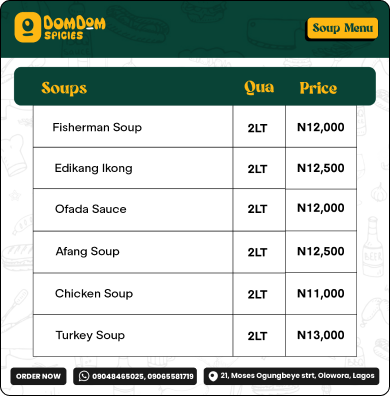 DOMDOM
SPICIES
Soup Menu
Soups Qua Price
Fisherman Soup 2LT N12,000
Edikang Ikong 2LT N12,500
Ofada Sauce 2LT N12,000
Afang Soup 2LT N12,500
Chicken Soup 2LT N11,000
Turkey Soup 2LT N13,000
ORDER NOW 09048465025, 09065581719 21, Moses Ogungbeye strt, Olowora, Lagos